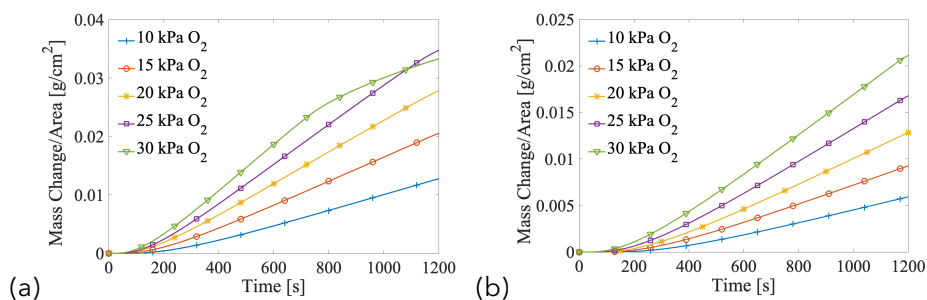 0.04
0.03
0.02
0.01
0
10 kPa O2
15 kPa O2
20 kPa O2
25 kPa O2
30 kPa O2
Mass Change/Area [g/cm2]
0 200 400 600 800 1000 1200
Time [s]
(a)
0.025
0.02
0.015
0.01
0.005
0
10 kPa O2
15 kPa O2
20 kPa O2
25 kPa O2
30 kPa O2
Mass Change/Area [g/cm2]
0 200 400 600 800 1000 1200
Time [s]
(b)